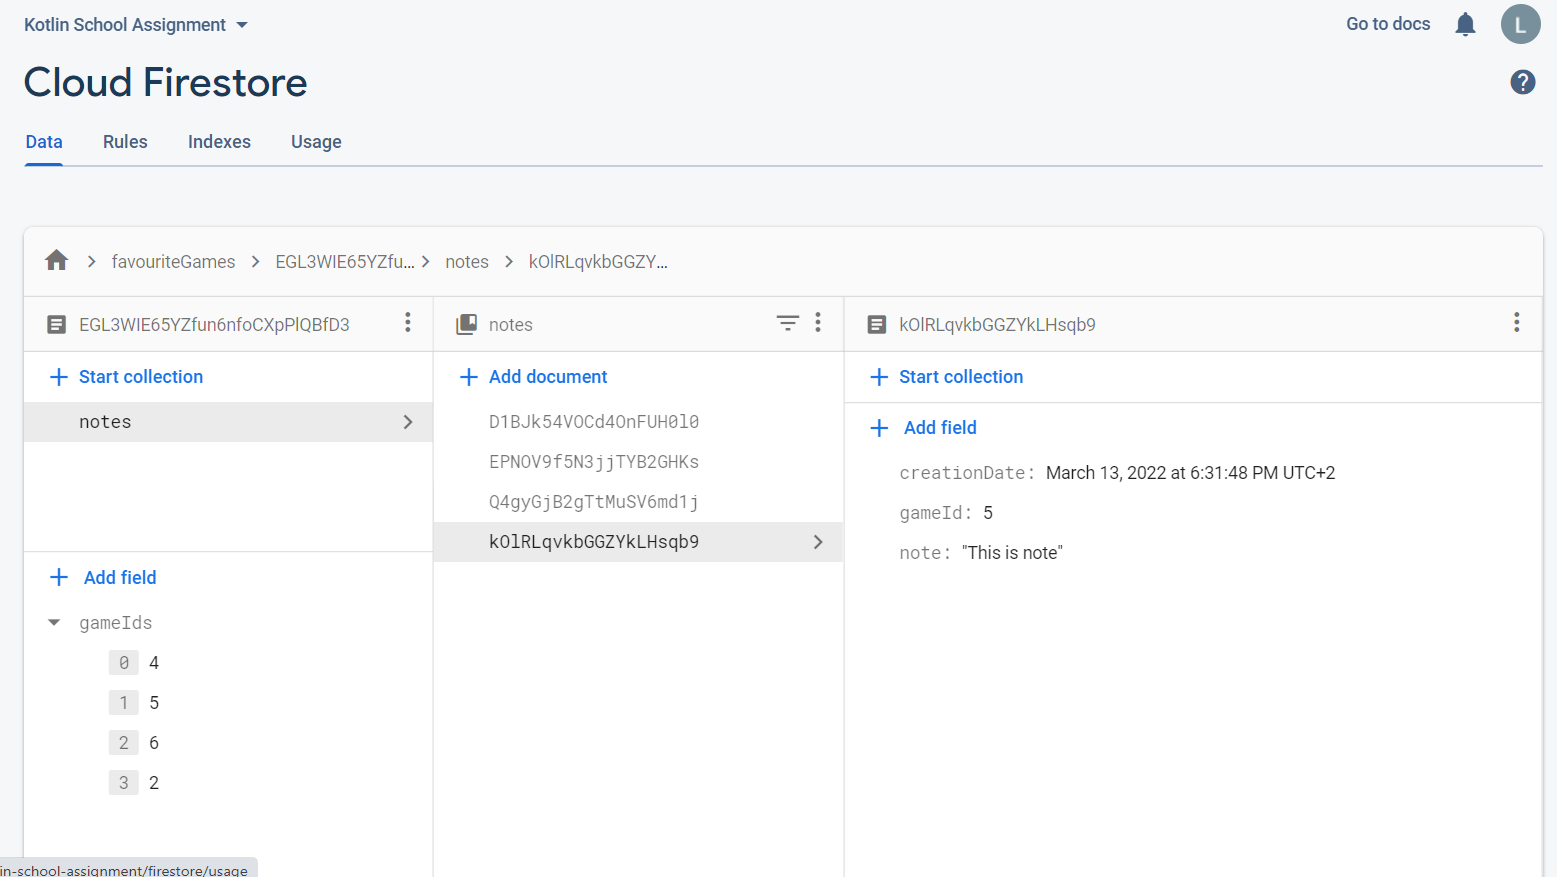 Kotlin School Assignment
Go to docs
L
Cloud Firestore
?
Data Rules Indexes Usage
favouriteGames EGL3WIE65YZfu... notes kOlRLqvkbGGZY...
EGL3WIE65YZfun6nfoCXpPlQBfD3
notes
kOlRLqvkbGGZYkLHsqb9
Start collection
notes
Add field
gameIds
0 4
1 5
2 6
3 2
Add document
D1BJk54VOCd4OnFUH0l0
EPNOV9f5N3jjTYB2GHKs
Q4gyGjB2gTtMuSV6md1j
kOlRLqvkbGGZYkLHsqb9
Start collection
Add field
creationDate: March 13, 2022 at 6:31:48 PM UTC+2
gameId: 5
note: "This is note"
in-school-assignment/firestore/usage